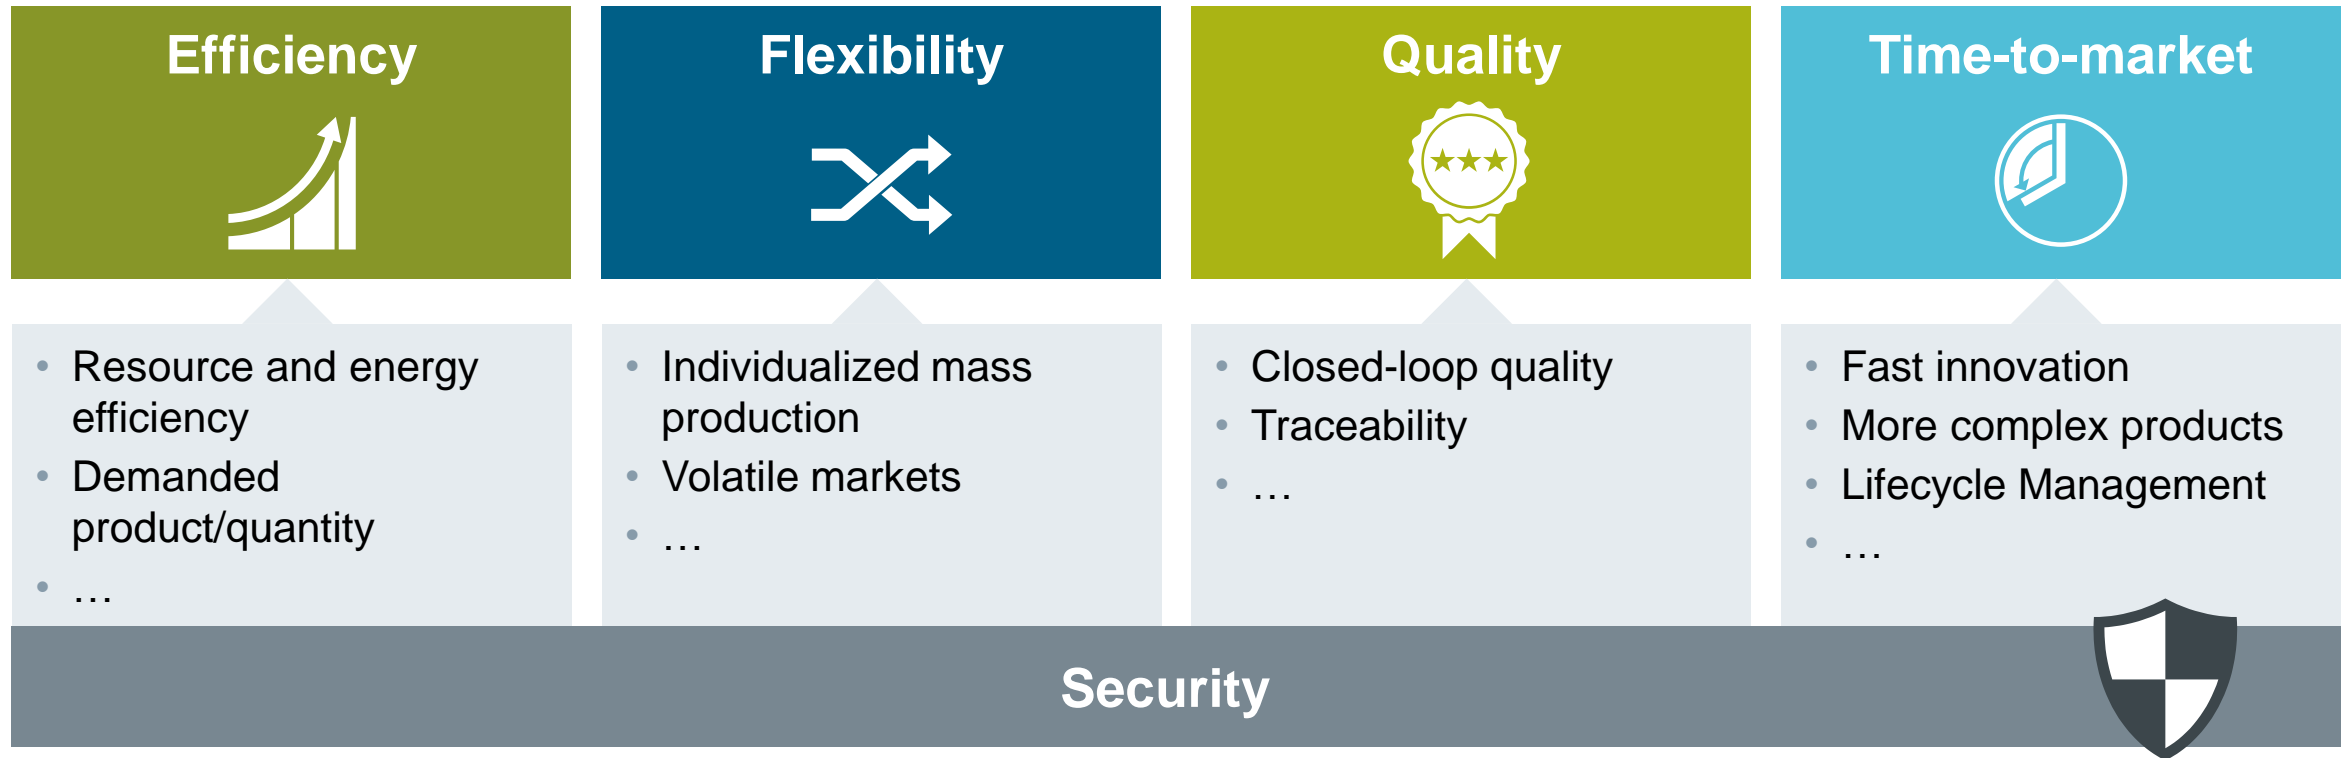 Efficiency
Flexibility
Quality
Time-to-market
• Resource and energy
efficiency
• Demanded
product/quantity
• …
• Individualized mass
production
• Volatile markets
• …
• Closed-loop quality
• Traceability
• …
• Fast innovation
• More complex products
• Lifecycle Management
• …
Security